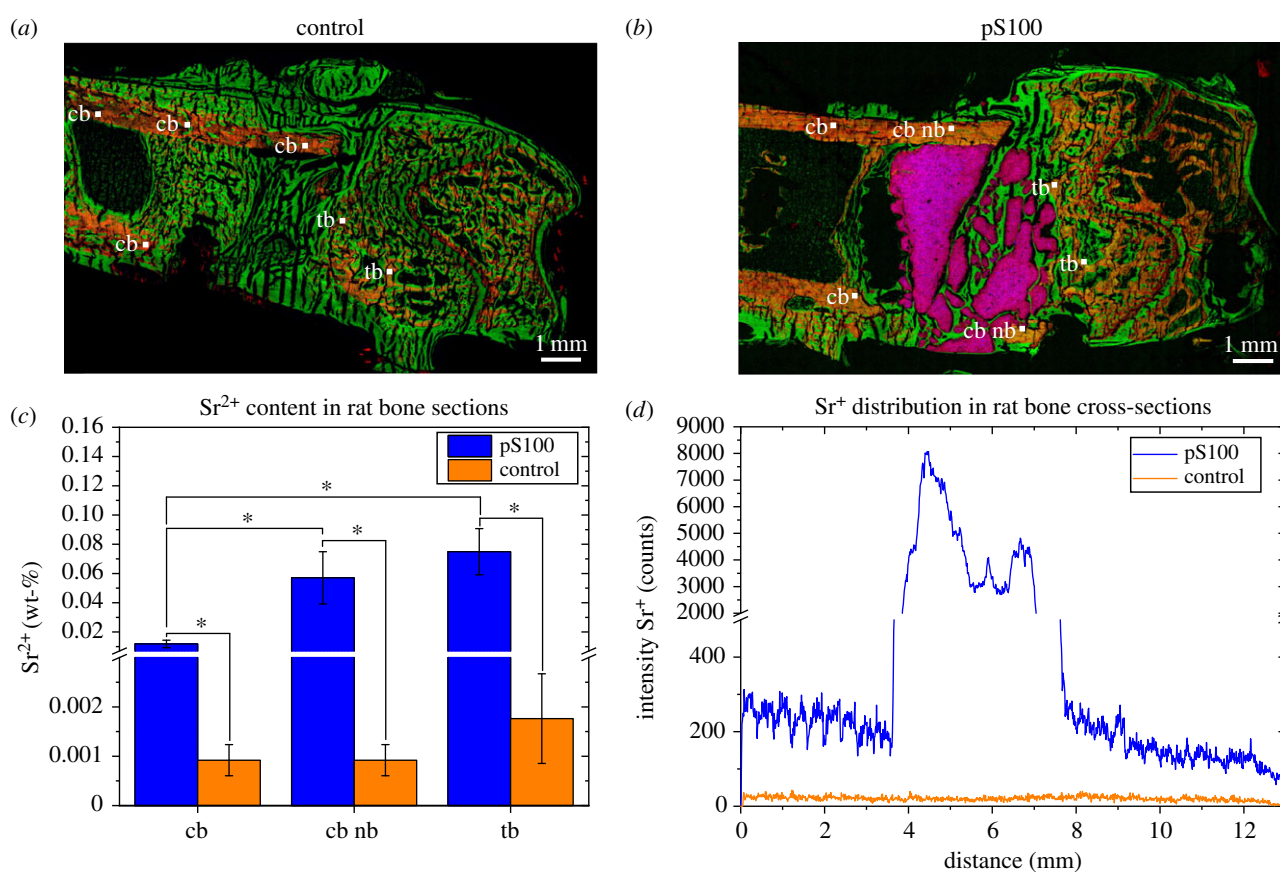 (a) control
cb
cb
cb
tb
cb
tb
1 mm
(b) pS100
cb
cb nb
tb
tb
cb
cb nb
1 mm
(c) Sr²⁺ content in rat bone sections
Sr²⁺ (wt-%)
0.16
0.14
0.12
0.10
0.08
0.06
0.04
0.02
0.002
0.001
0
pS100
control
*
*
*
*
*
cb cb nb tb
(d) Sr⁺ distribution in rat bone cross-sections
intensity Sr⁺ (counts)
9000
8000
7000
6000
5000
4000
3000
2000
400
200
0
pS100
control
0 2 4 6 8 10 12
distance (mm)